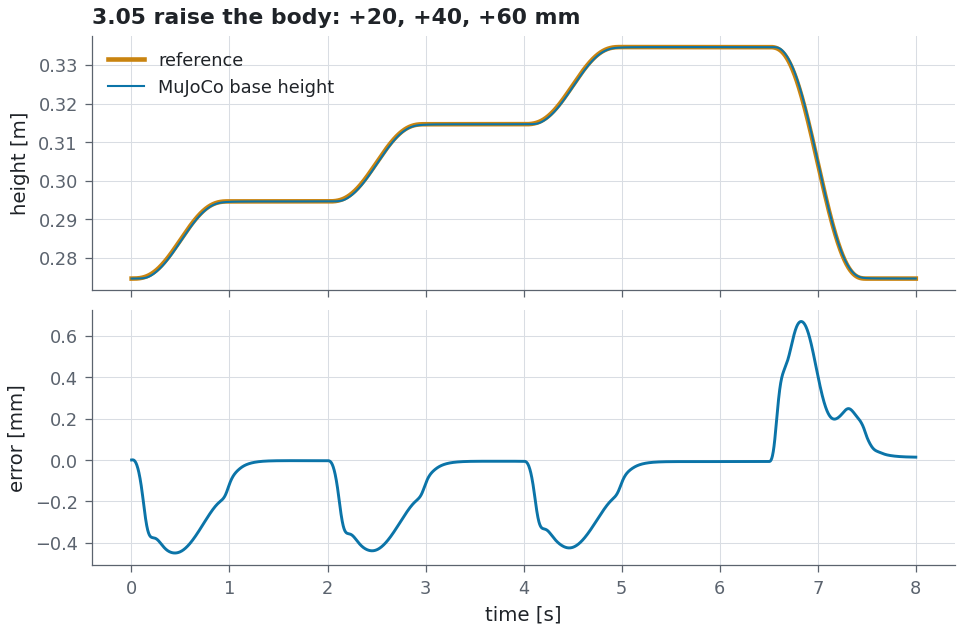 3.05 raise the body: +20, +40, +60 mm
reference
MuJoCo base height
height [m]
0.33
0.32
0.31
0.30
0.29
0.28
error [mm]
0.6
0.4
0.2
0.0
−0.2
−0.4
0 1 2 3 4 5 6 7 8
time [s]